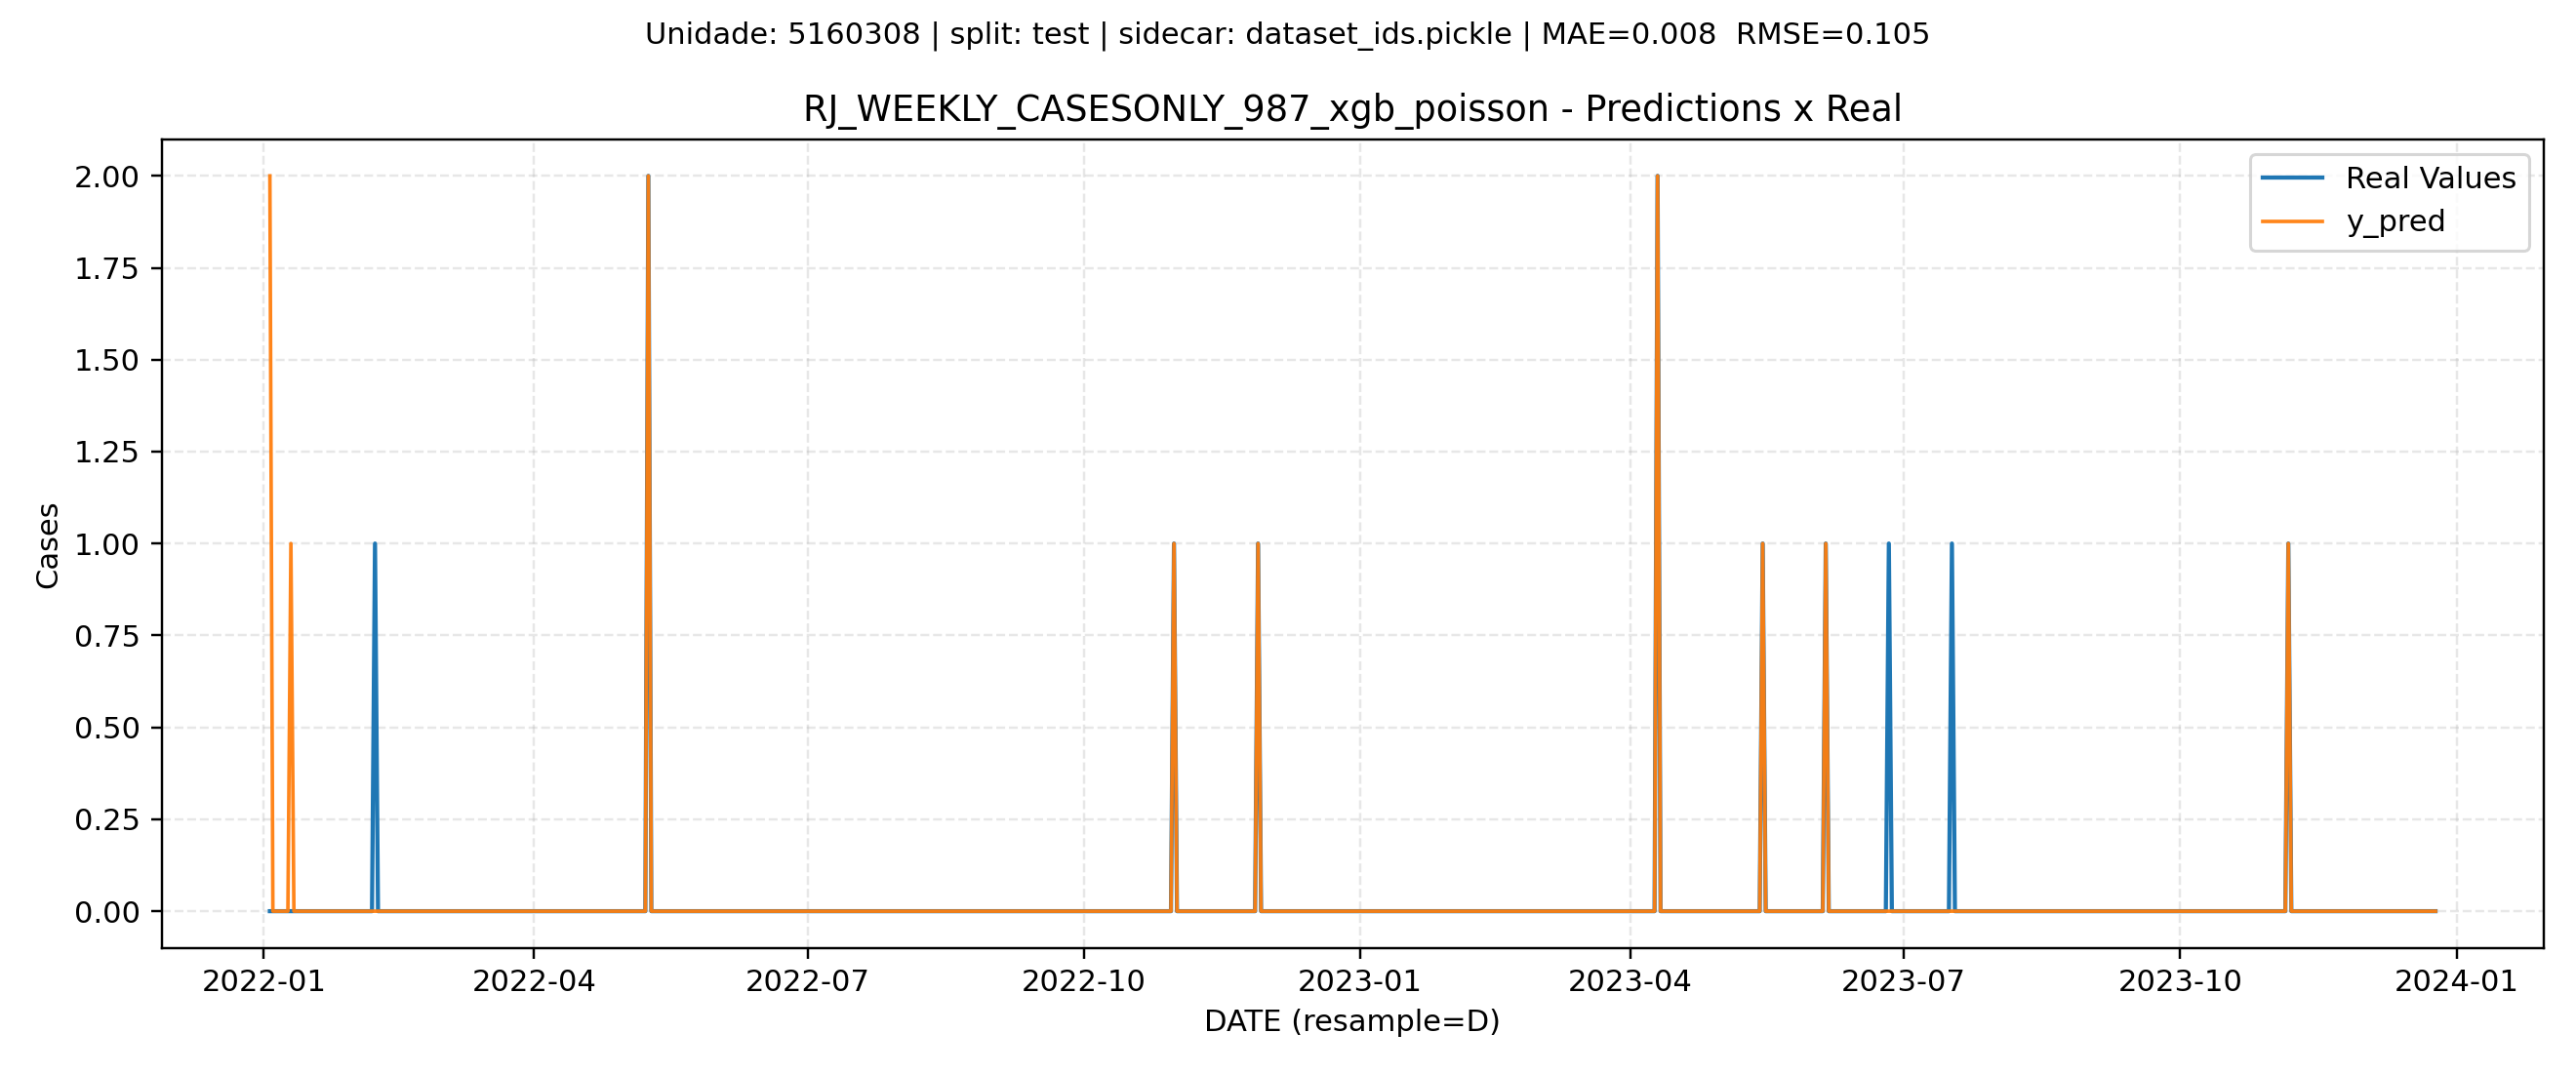 Unidade: 5160308 | split: test | sidecar: dataset_ids.pickle | MAE=0.008  RMSE=0.105
RJ_WEEKLY_CASESONLY_987_xgb_poisson - Predictions x Real
Real Values
y_pred
2.00
1.75
1.50
1.25
1.00
0.75
0.50
0.25
0.00
Cases
2022-01 2022-04 2022-07 2022-10 2023-01 2023-04 2023-07 2023-10 2024-01
DATE (resample=D)